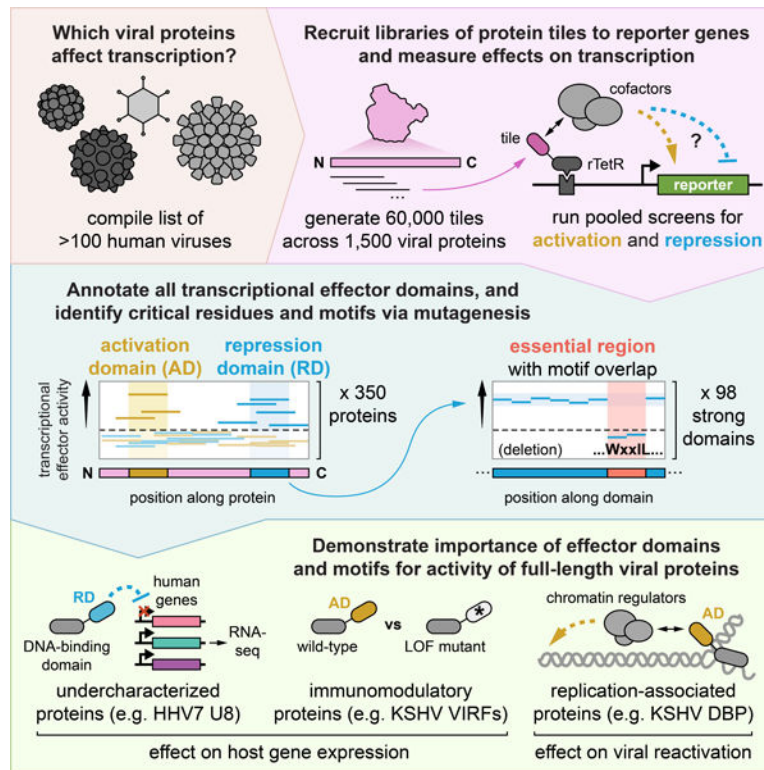 Which viral proteins
affect transcription?
compile list of
>100 human viruses
Recruit libraries of protein tiles to reporter genes
and measure effects on transcription
N
C
...
generate 60,000 tiles
across 1,500 viral proteins
cofactors
tile
rTetR
?
reporter
run pooled screens for
activation and repression
Annotate all transcriptional effector domains, and
identify critical residues and motifs via mutagenesis
activation
domain (AD)
repression
domain (RD)
transcriptional
effector activity
x 350
proteins
N
C
position along protein
essential region
with motif overlap
(deletion)
...WxxIL...
x 98
strong
domains
...
...
position along domain
Demonstrate importance of effector domains
and motifs for activity of full-length viral proteins
RD
human
genes
DNA-binding
domain
RNA-
seq
undercharacterized
proteins (e.g. HHV7 U8)
AD
vs
*
wild-type
LOF mutant
immunomodulatory
proteins (e.g. KSHV VIRFs)
effect on host gene expression
chromatin regulators
AD
replication-associated
proteins (e.g. KSHV DBP)
effect on viral reactivation